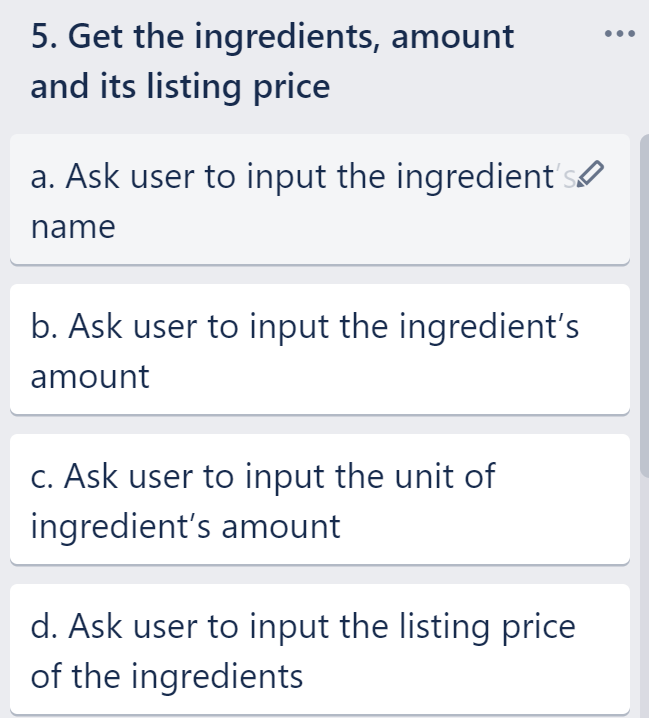 5. Get the ingredients, amount
and its listing price
a. Ask user to input the ingredient's
name
b. Ask user to input the ingredient's
amount
c. Ask user to input the unit of
ingredient's amount
d. Ask user to input the listing price
of the ingredients